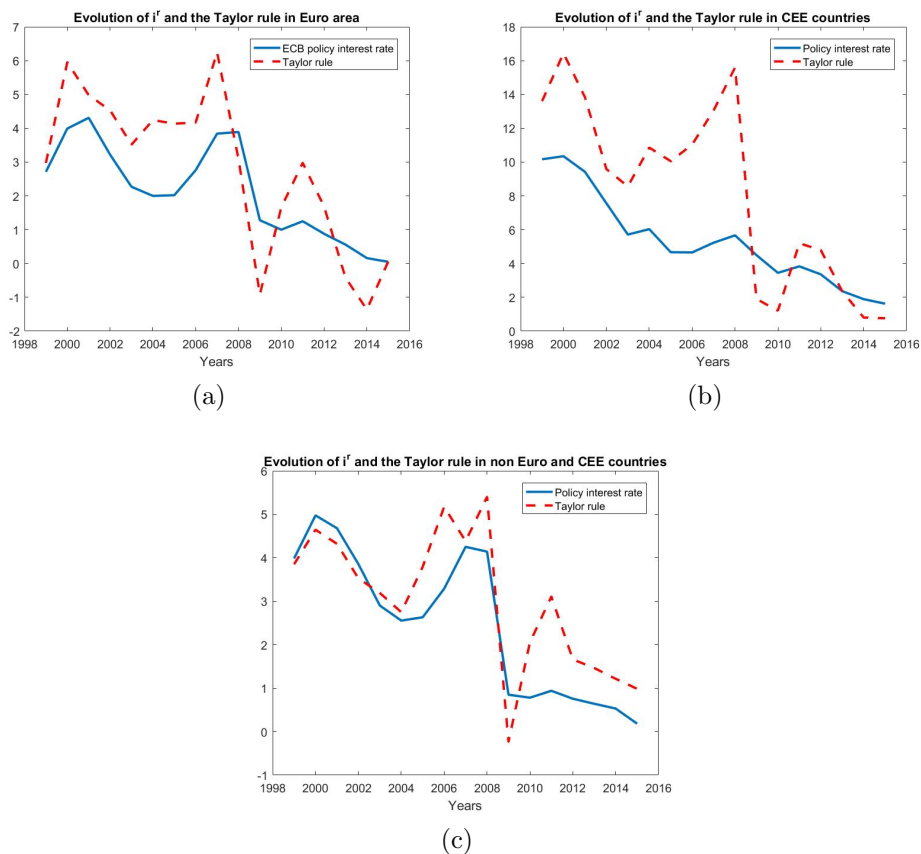 Evolution of i^r and the Taylor rule in Euro area
7
6
5
4
3
2
1
0
-1
-2
ECB policy interest rate
Taylor rule
1998 2000 2002 2004 2006 2008 2010 2012 2014 2016
Years
(a)
Evolution of i^r and the Taylor rule in CEE countries
18
16
14
12
10
8
6
4
2
0
Policy interest rate
Taylor rule
1998 2000 2002 2004 2006 2008 2010 2012 2014 2016
Years
(b)
Evolution of i^r and the Taylor rule in non Euro and CEE countries
6
5
4
3
2
1
0
-1
Policy interest rate
Taylor rule
1998 2000 2002 2004 2006 2008 2010 2012 2014 2016
Years
(c)